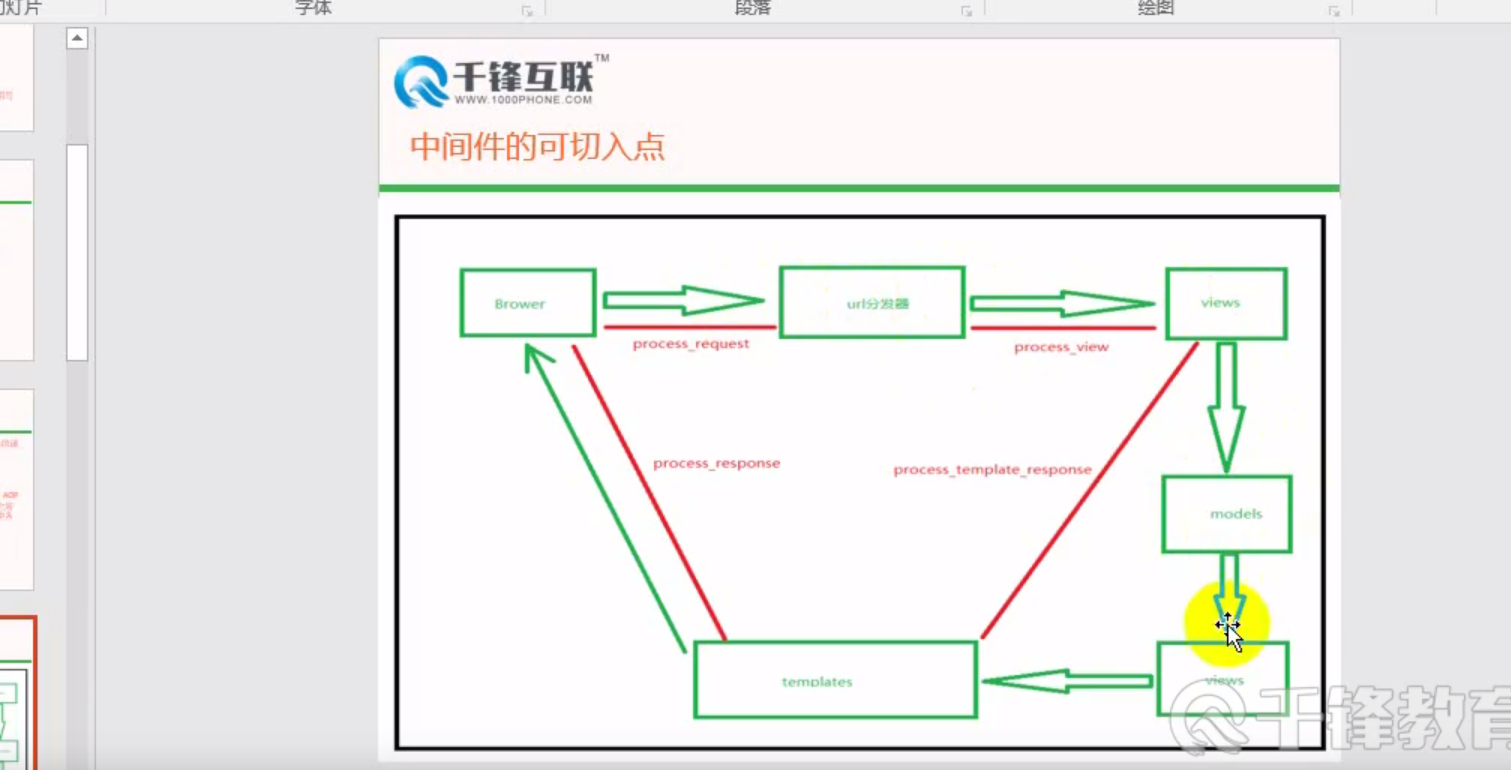 幻灯片
字体
段落
绘图
千锋互联™
WWW.1000PHONE.COM
中间件的可切入点
Brower
url分发器
views
process_request
process_view
process_response
process_template_response
models
templates
views
千锋教育
AOP